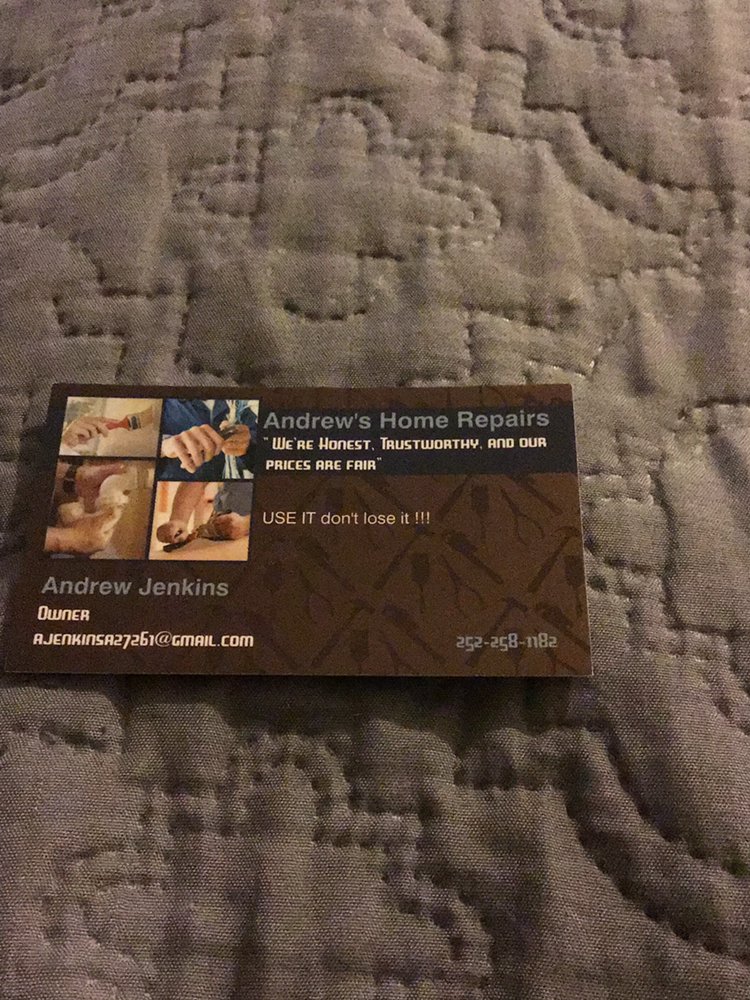 Andrew's Home Repairs
"We're Honest, Trustworthy, and our
prices are fair"
USE IT don't lose it !!!
Andrew Jenkins
Owner
ajenkinsa27261@gmail.com
252-258-1182